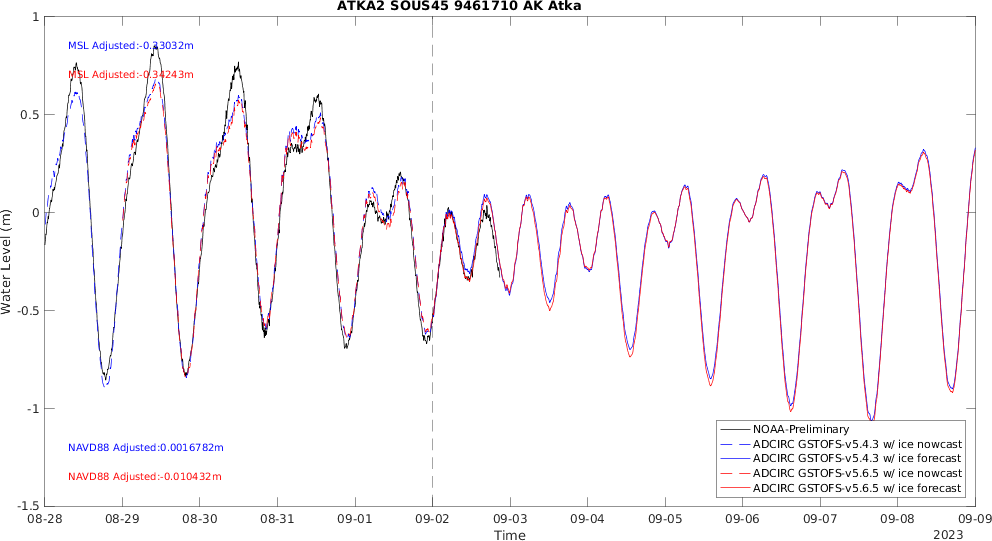 ATKA2 SOUS45 9461710 AK Atka
MSL Adjusted:-0.33032m
MSL Adjusted:-0.34243m
NAVD88 Adjusted:0.0016782m
NAVD88 Adjusted:-0.010432m
Water Level (m)
1
0.5
0
-0.5
-1
-1.5
NOAA-Preliminary
ADCIRC GSTOFS-v5.4.3 w/ ice nowcast
ADCIRC GSTOFS-v5.4.3 w/ ice forecast
ADCIRC GSTOFS-v5.6.5 w/ ice nowcast
ADCIRC GSTOFS-v5.6.5 w/ ice forecast
08-28 08-29 08-30 08-31 09-01 09-02 09-03 09-04 09-05 09-06 09-07 09-08 09-09
Time
2023